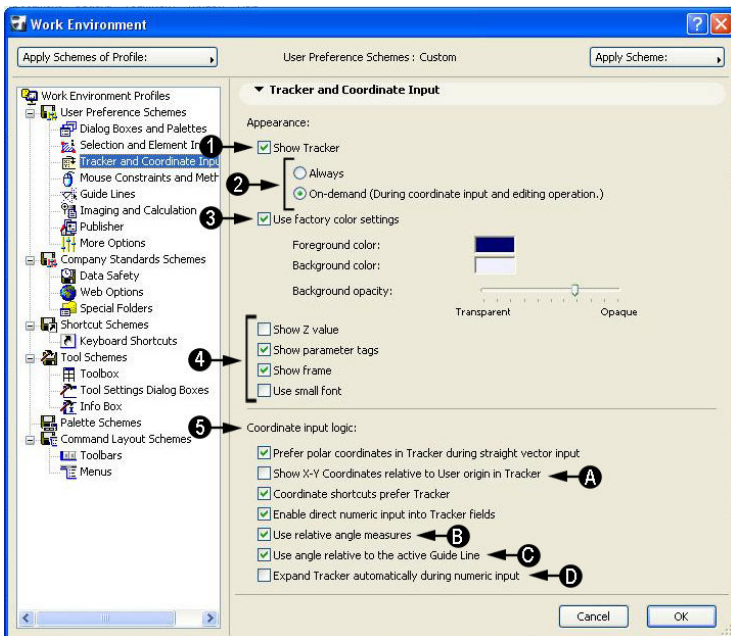 Work Environment
Apply Schemes of Profile:
User Preference Schemes : Custom
Apply Scheme:
Work Environment Profiles
User Preference Schemes
Dialog Boxes and Palettes
Selection and Element In
Tracker and Coordinate Inpu
Mouse Constraints and Meth
Guide Lines
Imaging and Calculation
Publisher
More Options
Company Standards Schemes
Data Safety
Web Options
Special Folders
Shortcut Schemes
Keyboard Shortcuts
Tool Schemes
Toolbox
Tool Settings Dialog Boxes
Info Box
Palette Schemes
Command Layout Schemes
Toolbars
Menus
Tracker and Coordinate Input
Appearance:
1 Show Tracker
2
Always
On-demand (During coordinate input and editing operation.)
3 Use factory color settings
Foreground color:
Background color:
Background opacity:
Transparent Opaque
4
Show Z value
Show parameter tags
Show frame
Use small font
5 Coordinate input logic:
Prefer polar coordinates in Tracker during straight vector input
Show X-Y Coordinates relative to User origin in Tracker A
Coordinate shortcuts prefer Tracker
Enable direct numeric input into Tracker fields
Use relative angle measures B
Use angle relative to the active Guide Line C
Expand Tracker automatically during numeric input D
Cancel OK